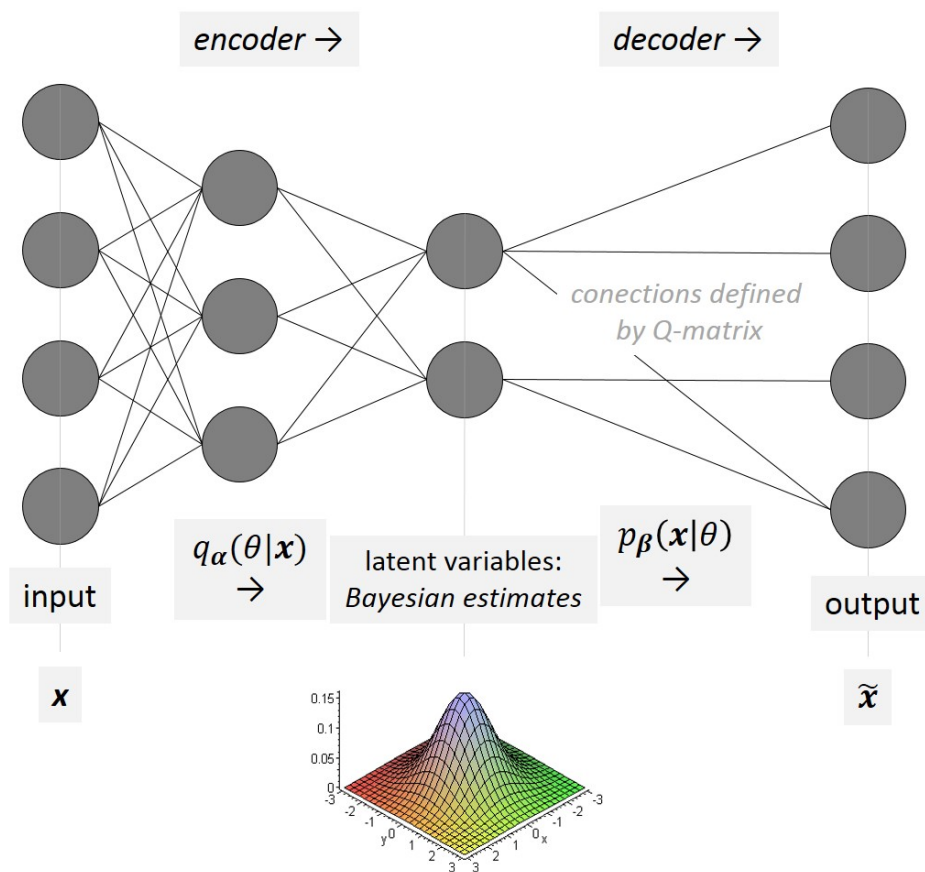 encoder →
decoder →
conections defined
by Q-matrix
q𝜶(θ|𝒙)
→
latent variables:
Bayesian estimates
p𝜷(𝒙|θ)
→
input
output
x
x̃
0.15
0.1
0.05
0
-3
-2
-1
y0
1
2
3
3
2
1
0x
-1
-2
-3